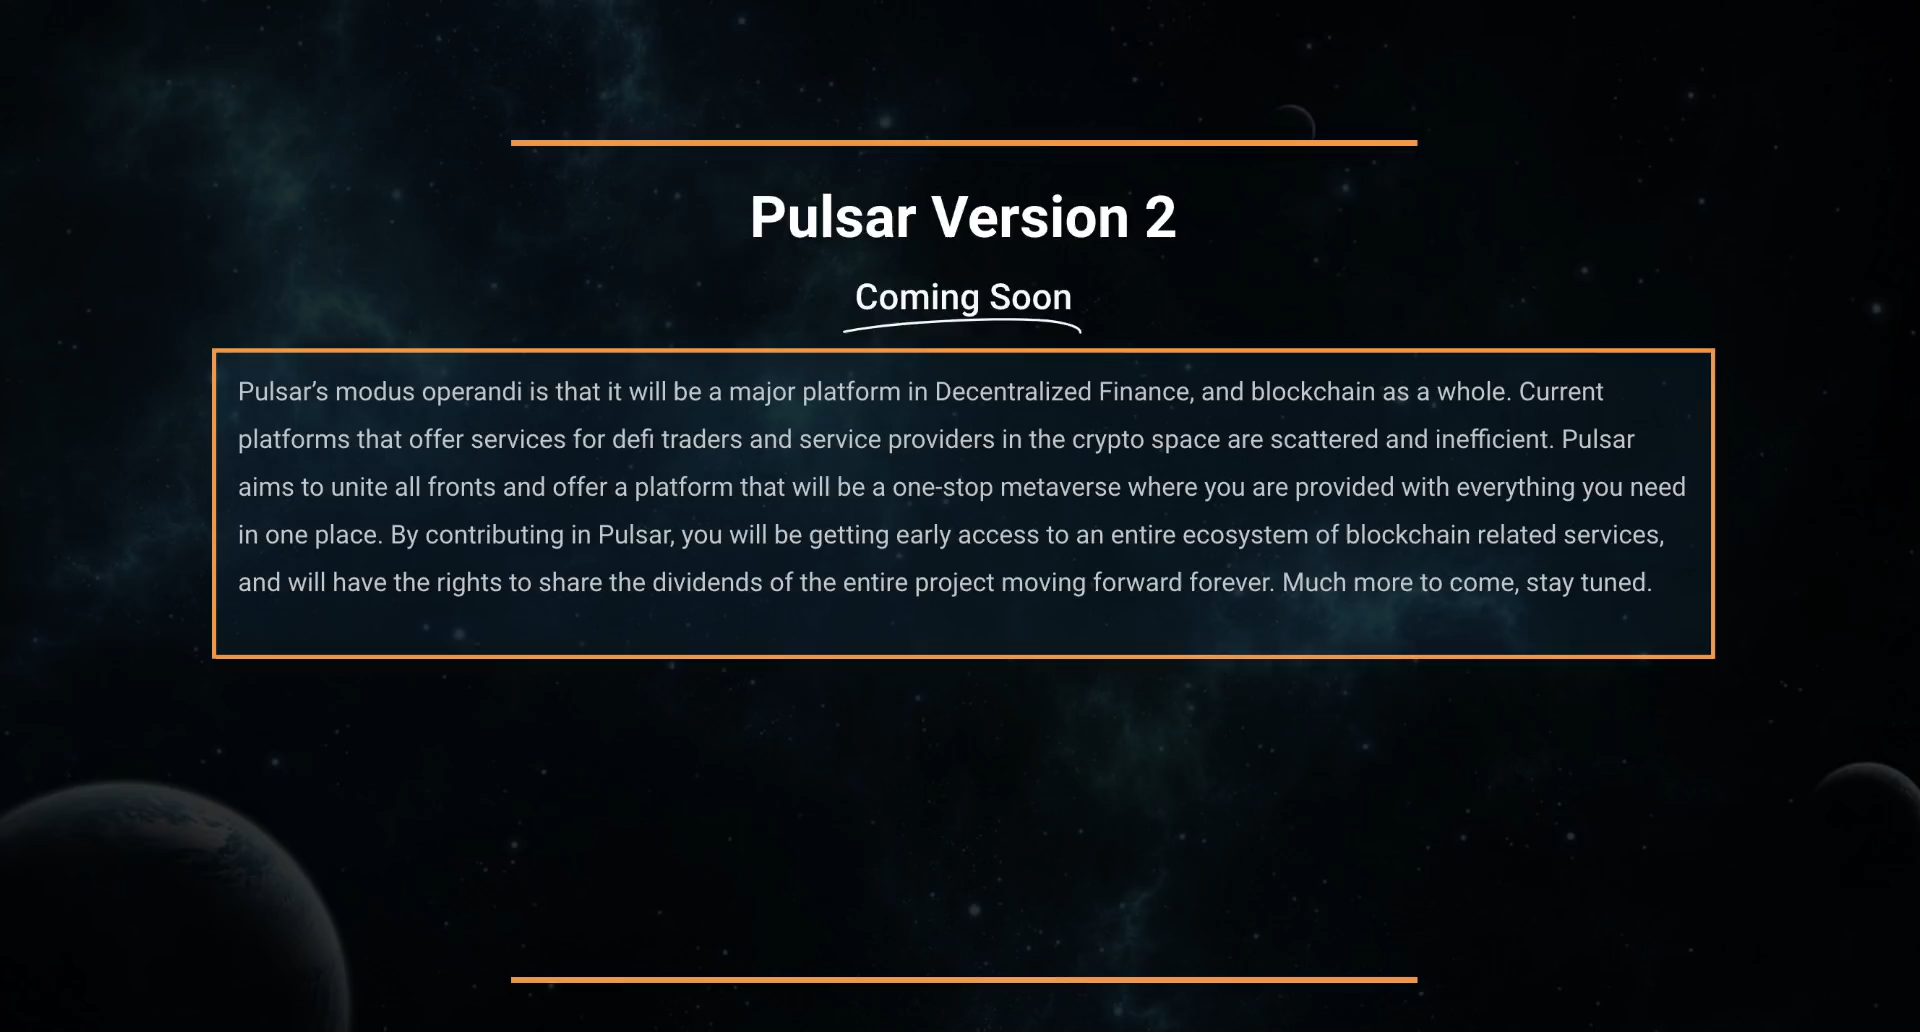 Pulsar Version 2
Coming Soon
Pulsar’s modus operandi is that it will be a major platform in Decentralized Finance, and blockchain as a whole. Current
platforms that offer services for defi traders and service providers in the crypto space are scattered and inefficient. Pulsar
aims to unite all fronts and offer a platform that will be a one-stop metaverse where you are provided with everything you need
in one place. By contributing in Pulsar, you will be getting early access to an entire ecosystem of blockchain related services,
and will have the rights to share the dividends of the entire project moving forward forever. Much more to come, stay tuned.